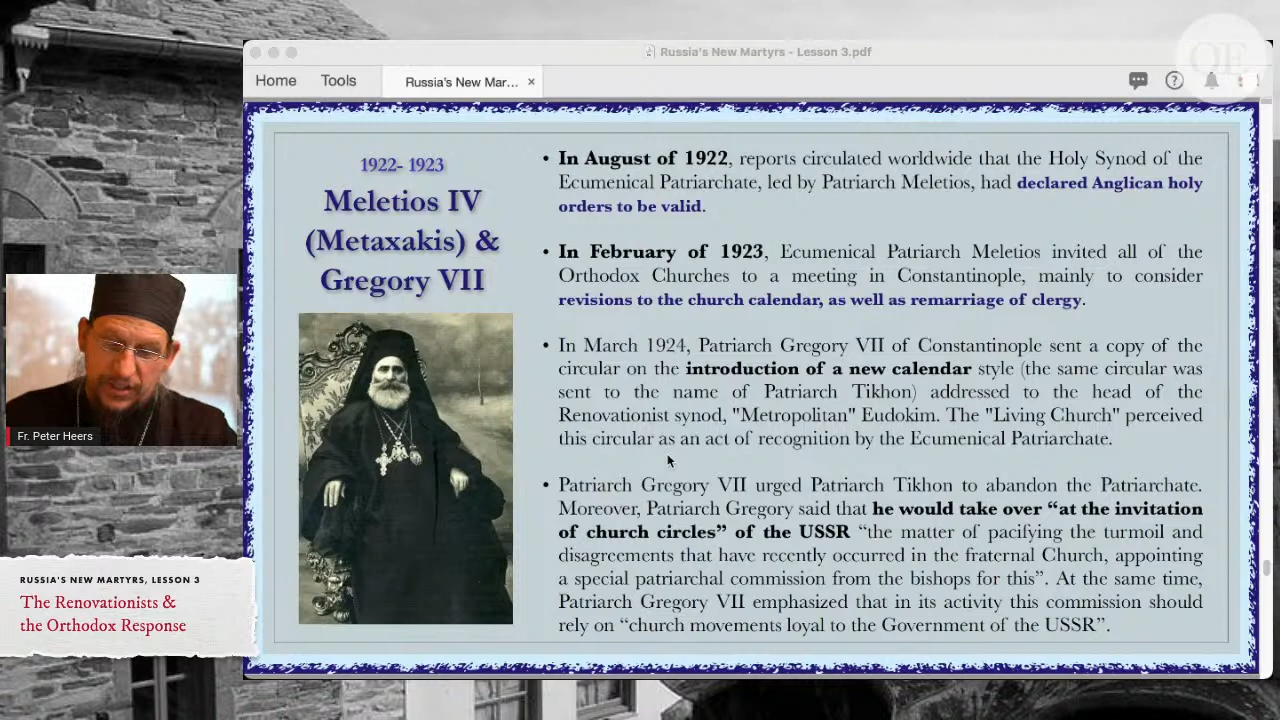 Russia's New Martyrs - Lesson 3.pdf
OE
Home
Tools
Russia's New Mar... ×
1922- 1923
Meletios IV
(Metaxakis) &
Gregory VII
• In August of 1922, reports circulated worldwide that the Holy Synod of the
Ecumenical Patriarchate, led by Patriarch Meletios, had declared Anglican holy
orders to be valid.
• In February of 1923, Ecumenical Patriarch Meletios invited all of the
Orthodox Churches to a meeting in Constantinople, mainly to consider
revisions to the church calendar, as well as remarriage of clergy.
• In March 1924, Patriarch Gregory VII of Constantinople sent a copy of the
circular on the introduction of a new calendar style (the same circular was
sent to the name of Patriarch Tikhon) addressed to the head of the
Renovationist synod, "Metropolitan" Eudokim. The "Living Church" perceived
this circular as an act of recognition by the Ecumenical Patriarchate.
• Patriarch Gregory VII urged Patriarch Tikhon to abandon the Patriarchate.
Moreover, Patriarch Gregory said that he would take over “at the invitation
of church circles” of the USSR “the matter of pacifying the turmoil and
disagreements that have recently occurred in the fraternal Church, appointing
a special patriarchal commission from the bishops for this”. At the same time,
Patriarch Gregory VII emphasized that in its activity this commission should
rely on “church movements loyal to the Government of the USSR”.
Fr. Peter Heers
RUSSIA'S NEW MARTYRS, LESSON 3
The Renovationists &
the Orthodox Response